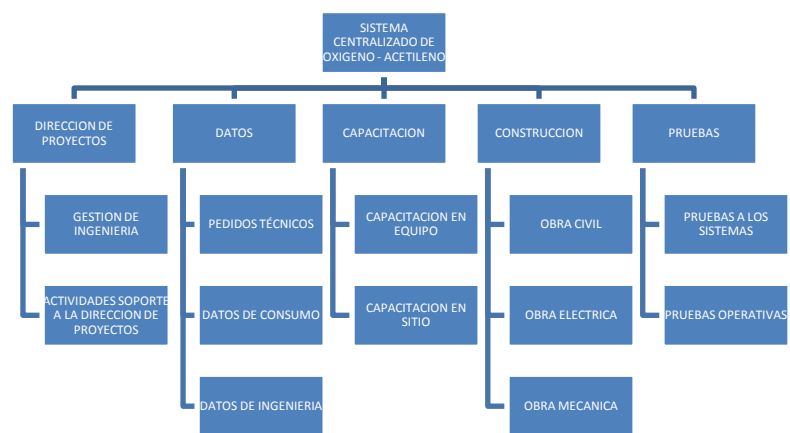 SISTEMA
CENTRALIZADO DE
OXIGENO - ACETILENO
DIRECCION DE
PROYECTOS
DATOS
CAPACITACION
CONSTRUCCION
PRUEBAS
GESTION DE
INGENIERIA
PEDIDOS TÉCNICOS
CAPACITACION EN
EQUIPO
OBRA CIVIL
PRUEBAS A LOS
SISTEMAS
ACTIVIDADES SOPORTE
A LA DIRECCION DE
PROYECTOS
DATOS DE CONSUMO
CAPACITACION EN
SITIO
OBRA ELECTRICA
PRUEBAS OPERATIVAS
DATOS DE INGENIERIA
OBRA MECANICA